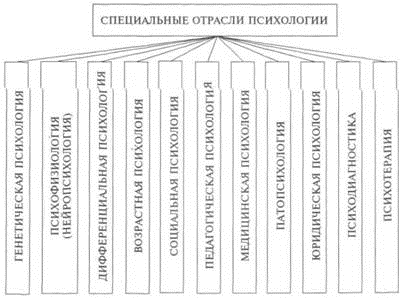 СПЕЦИАЛЬНЫЕ ОТРАСЛИ ПСИХОЛОГИИ
ГЕНЕТИЧЕСКАЯ ПСИХОЛОГИЯ
ПСИХОФИЗИОЛОГИЯ
(НЕЙРОПСИХОЛОГИЯ)
ДИФФЕРЕНЦИАЛЬНАЯ ПСИХОЛОГИЯ
ВОЗРАСТНАЯ ПСИХОЛОГИЯ
СОЦИАЛЬНАЯ ПСИХОЛОГИЯ
ПЕДАГОГИЧЕСКАЯ ПСИХОЛОГИЯ
МЕДИЦИНСКАЯ ПСИХОЛОГИЯ
ПАТОПСИХОЛОГИЯ
ЮРИДИЧЕСКАЯ ПСИХОЛОГИЯ
ПСИХОДИАГНОСТИКА
ПСИХОТЕРАПИЯ